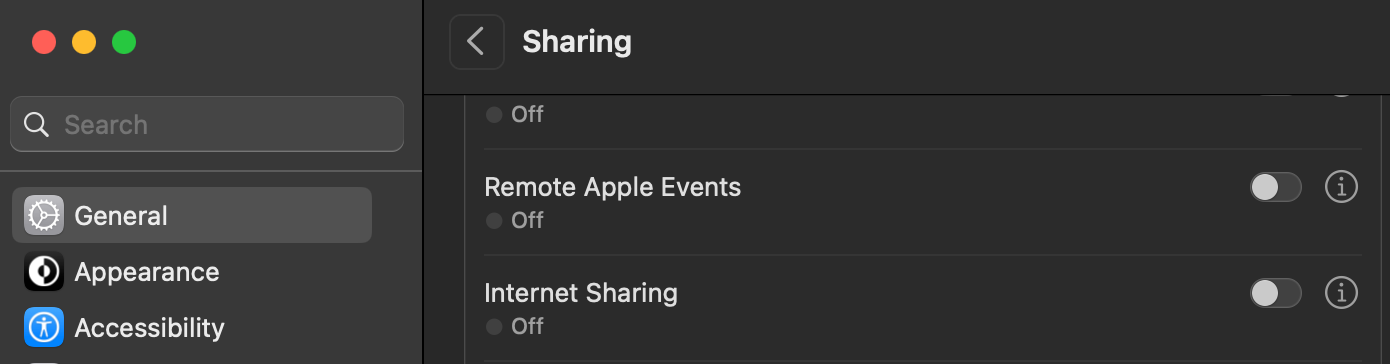 Sharing
Search
General
Appearance
Accessibility
Off
Remote Apple Events
Off
Internet Sharing
Off